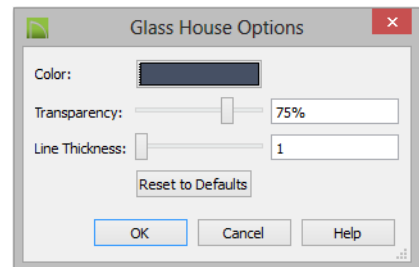 Glass House Options
Color:
Transparency: 75%
Line Thickness: 1
Reset to Defaults
OK Cancel Help